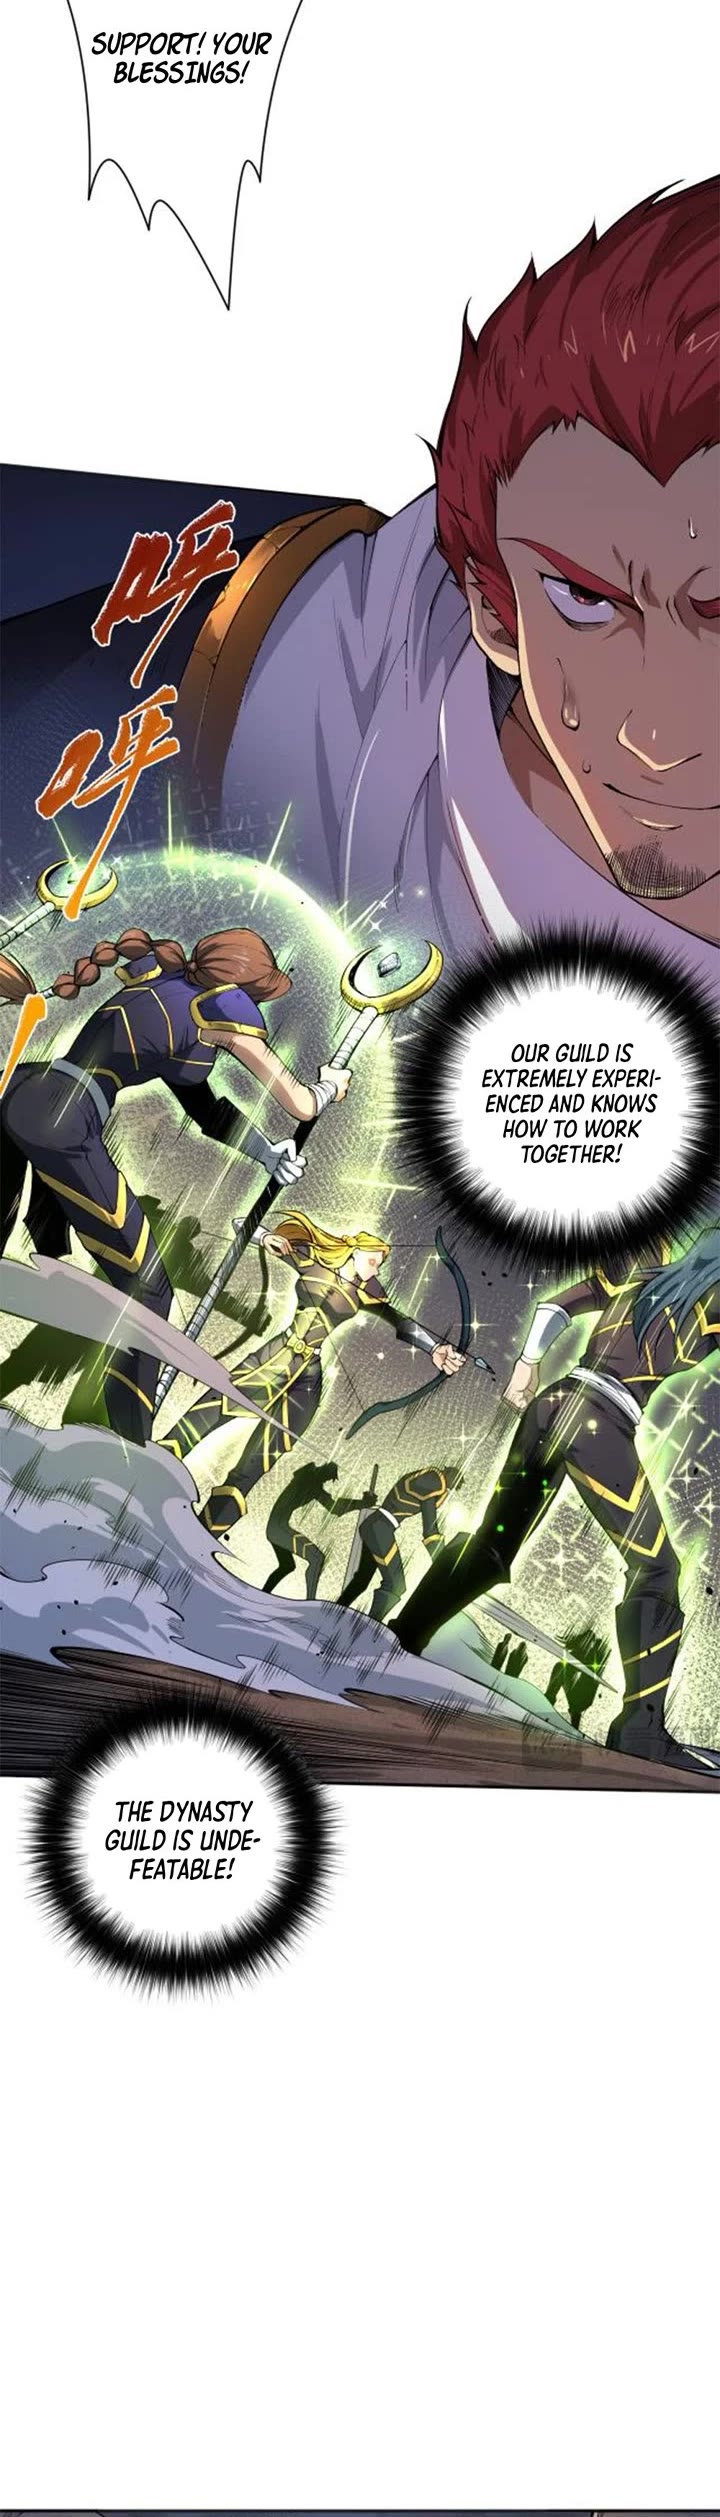 SUPPORT! YOUR
BLESSINGS!
呼
呼
OUR GUILD IS
EXTREMELY EXPERI-
ENCED AND KNOWS
HOW TO WORK
TOGETHER!
THE DYNASTY
GUILD IS UNDE-
FEATABLE!